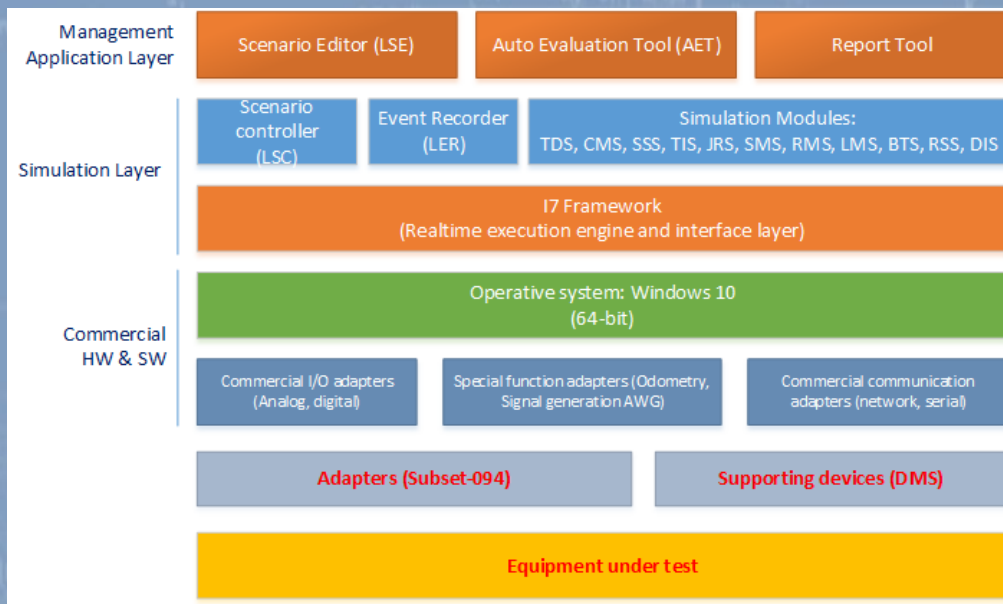 Management
Application Layer
Scenario Editor (LSE)
Auto Evaluation Tool (AET)
Report Tool
Simulation Layer
Scenario
controller
(LSC)
Event Recorder
(LER)
Simulation Modules:
TDS, CMS, SSS, TIS, JRS, SMS, RMS, LMS, BTS, RSS, DIS
I7 Framework
(Realtime execution engine and interface layer)
Commercial
HW & SW
Operative system: Windows 10
(64-bit)
Commercial I/O adapters
(Analog, digital)
Special function adapters (Odometry,
Signal generation AWG)
Commercial communication
adapters (network, serial)
Adapters (Subset-094)
Supporting devices (DMS)
Equipment under test